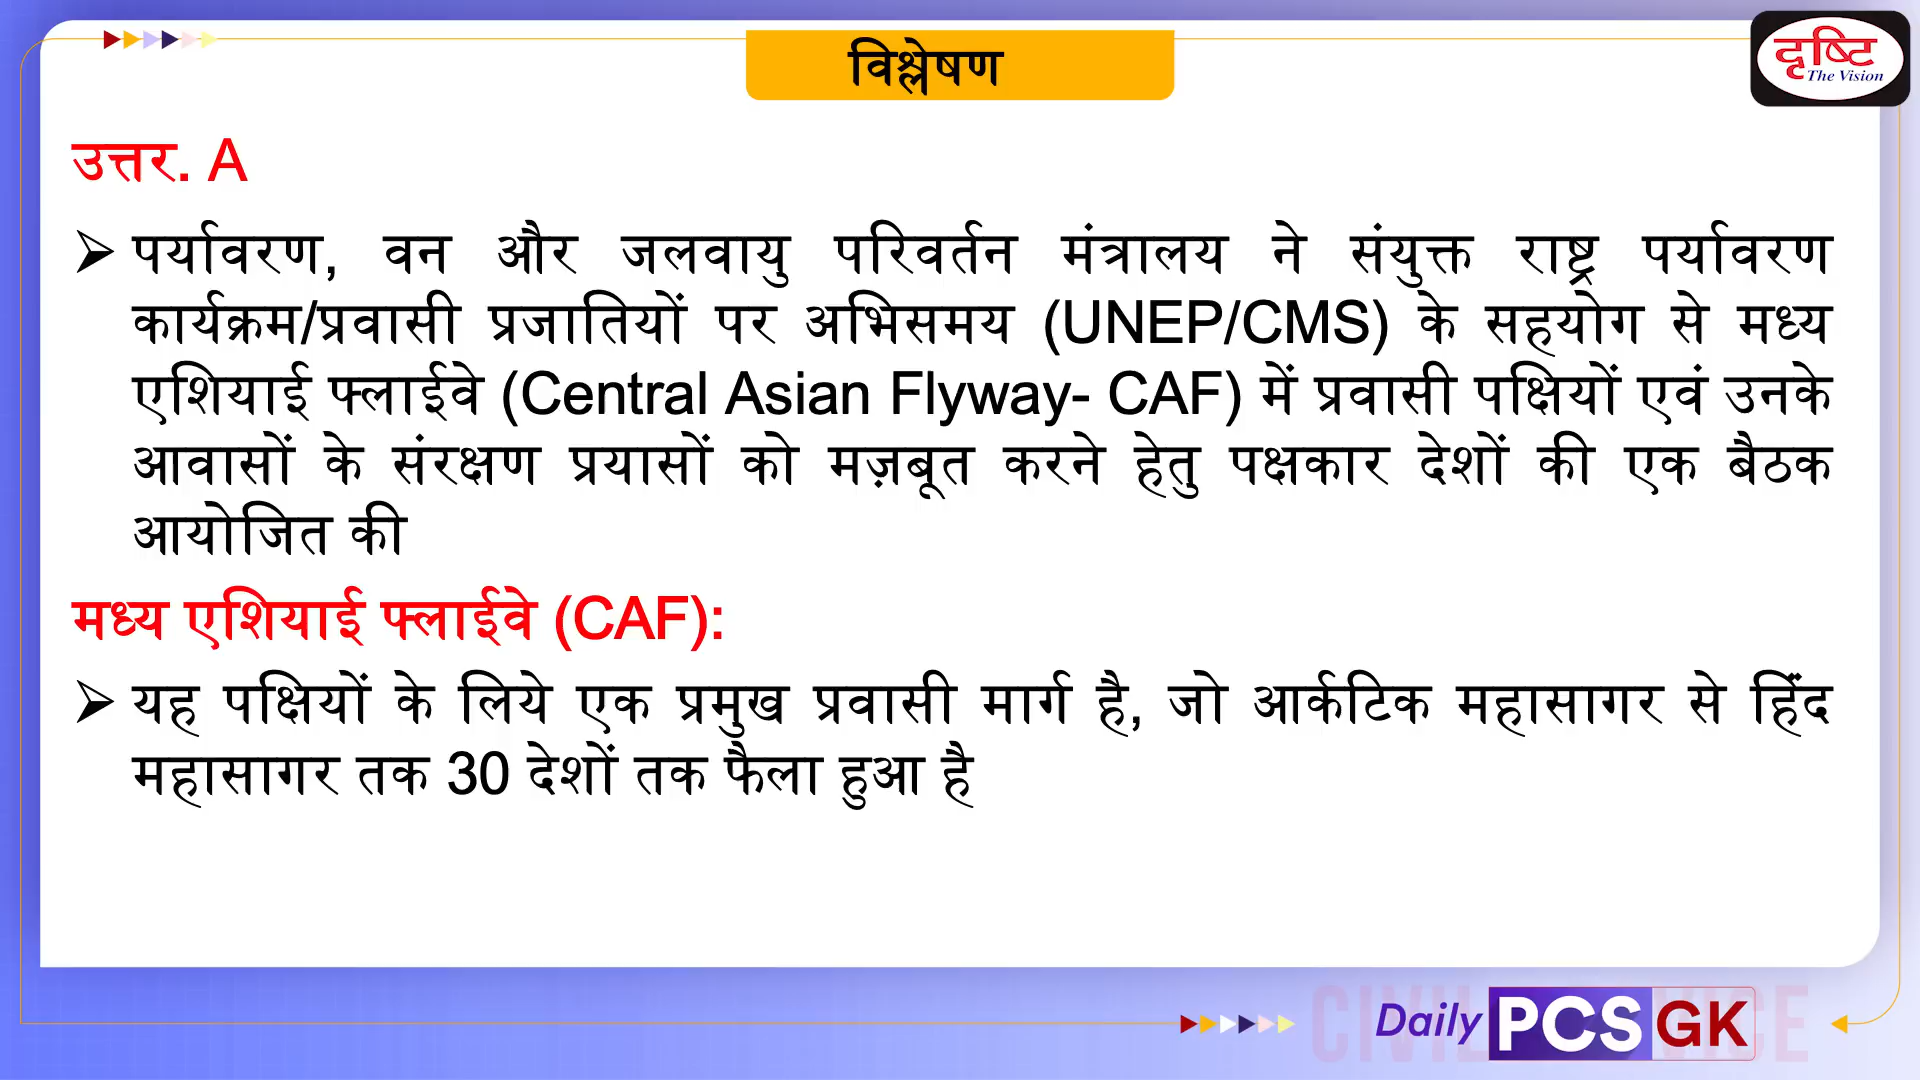 विश्लेषण
दृष्टि
The Vision
उत्तर. A
पर्यावरण, वन और जलवायु परिवर्तन मंत्रालय ने संयुक्त राष्ट्र पर्यावरण
कार्यक्रम/प्रवासी प्रजातियों पर अभिसमय (UNEP/CMS) के सहयोग से मध्य
एशियाई फ्लाईवे (Central Asian Flyway- CAF) में प्रवासी पक्षियों एवं उनके
आवासों के संरक्षण प्रयासों को मज़बूत करने हेतु पक्षकार देशों की एक बैठक
आयोजित की
मध्य एशियाई फ्लाईवे (CAF):
यह पक्षियों के लिये एक प्रमुख प्रवासी मार्ग है, जो आर्कटिक महासागर से हिंद
महासागर तक 30 देशों तक फैला हुआ है
Daily PCS GK